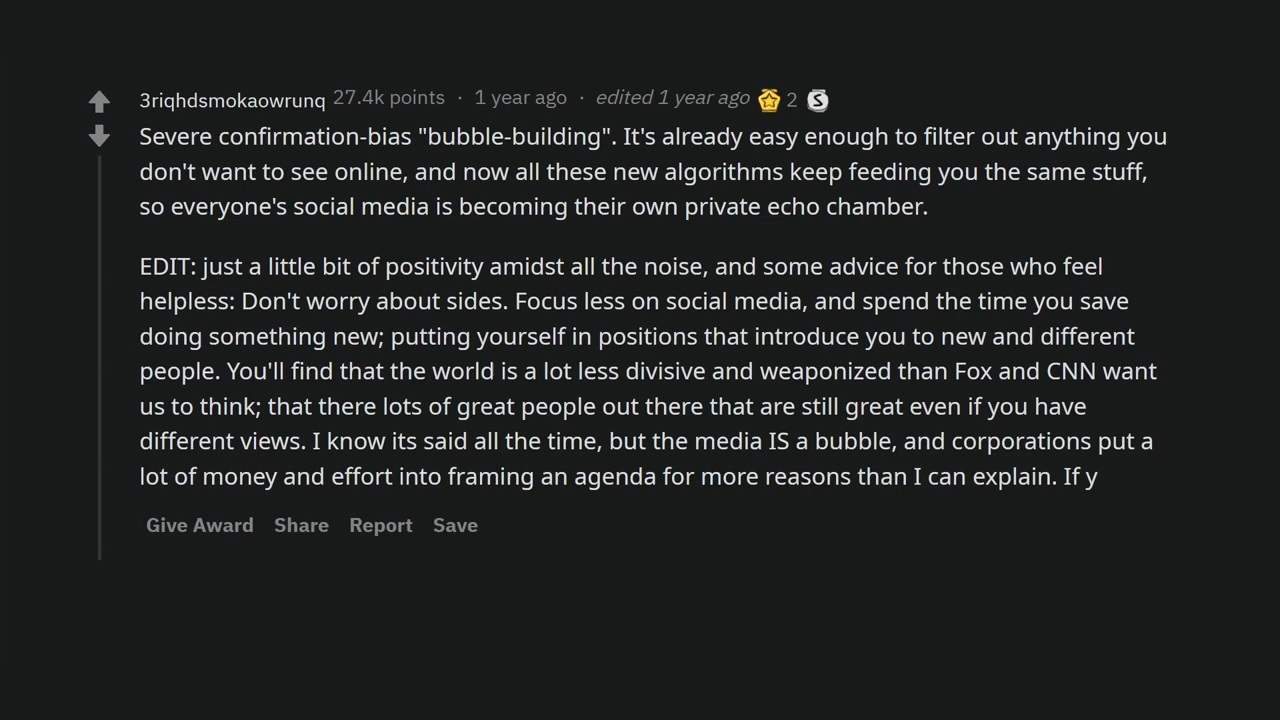 3riqhdsmokaowrunq 27.4k points · 1 year ago · edited 1 year ago 2 S
Severe confirmation-bias "bubble-building". It's already easy enough to filter out anything you
don't want to see online, and now all these new algorithms keep feeding you the same stuff,
so everyone's social media is becoming their own private echo chamber.
EDIT: just a little bit of positivity amidst all the noise, and some advice for those who feel
helpless: Don't worry about sides. Focus less on social media, and spend the time you save
doing something new; putting yourself in positions that introduce you to new and different
people. You'll find that the world is a lot less divisive and weaponized than Fox and CNN want
us to think; that there lots of great people out there that are still great even if you have
different views. I know its said all the time, but the media IS a bubble, and corporations put a
lot of money and effort into framing an agenda for more reasons than I can explain. If y
Give Award Share Report Save